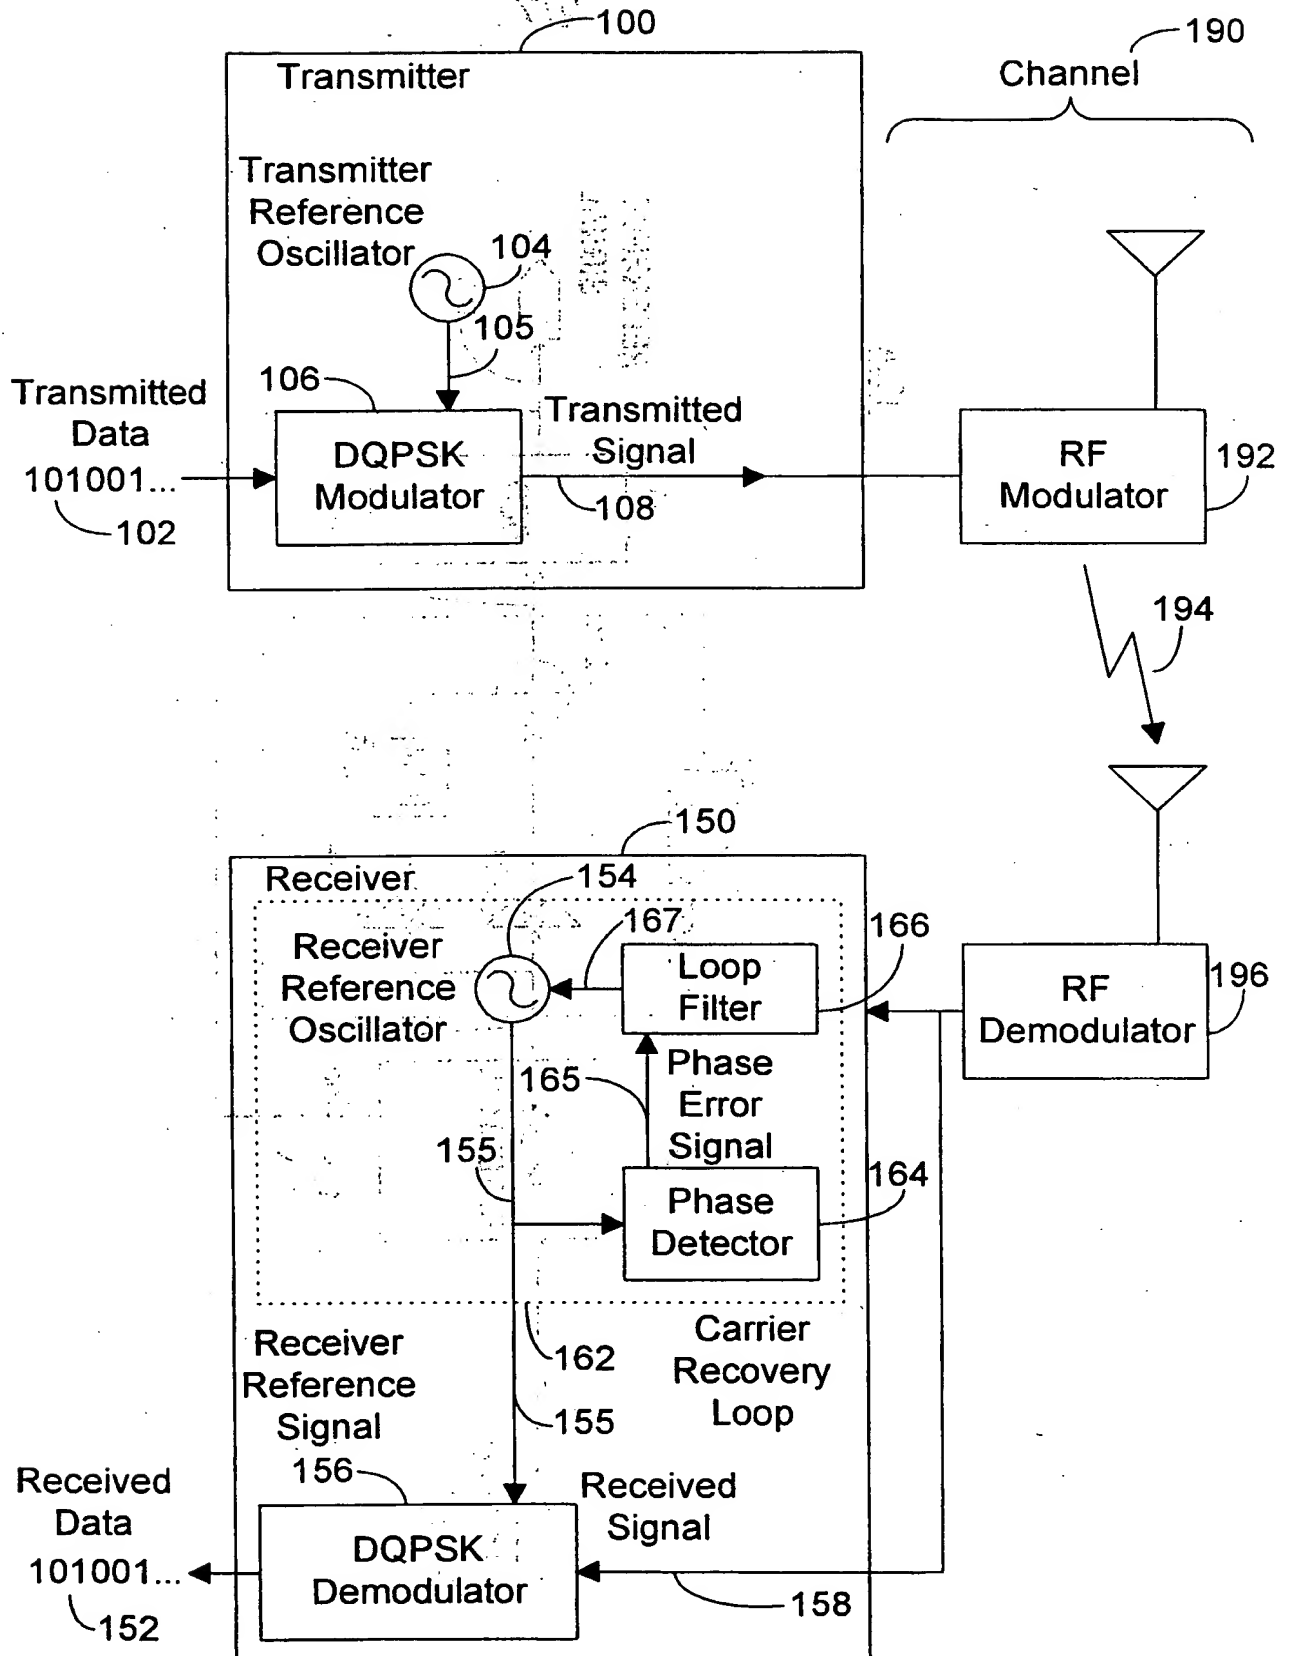 100
190
Transmitter
Channel
Transmitter
Reference
Oscillator
104
105
106
Transmitted
Data
101001...
102
DQPSK
Modulator
Transmitted
Signal
108
RF
Modulator
192
194
150
Receiver
154
167
166
Receiver
Reference
Oscillator
Loop
Filter
RF
Demodulator
196
165
Phase
Error
Signal
155
164
Phase
Detector
162
Carrier
Recovery
Loop
Receiver
Reference
Signal
155
156
Received
Data
101001...
152
DQPSK
Demodulator
Received
Signal
158